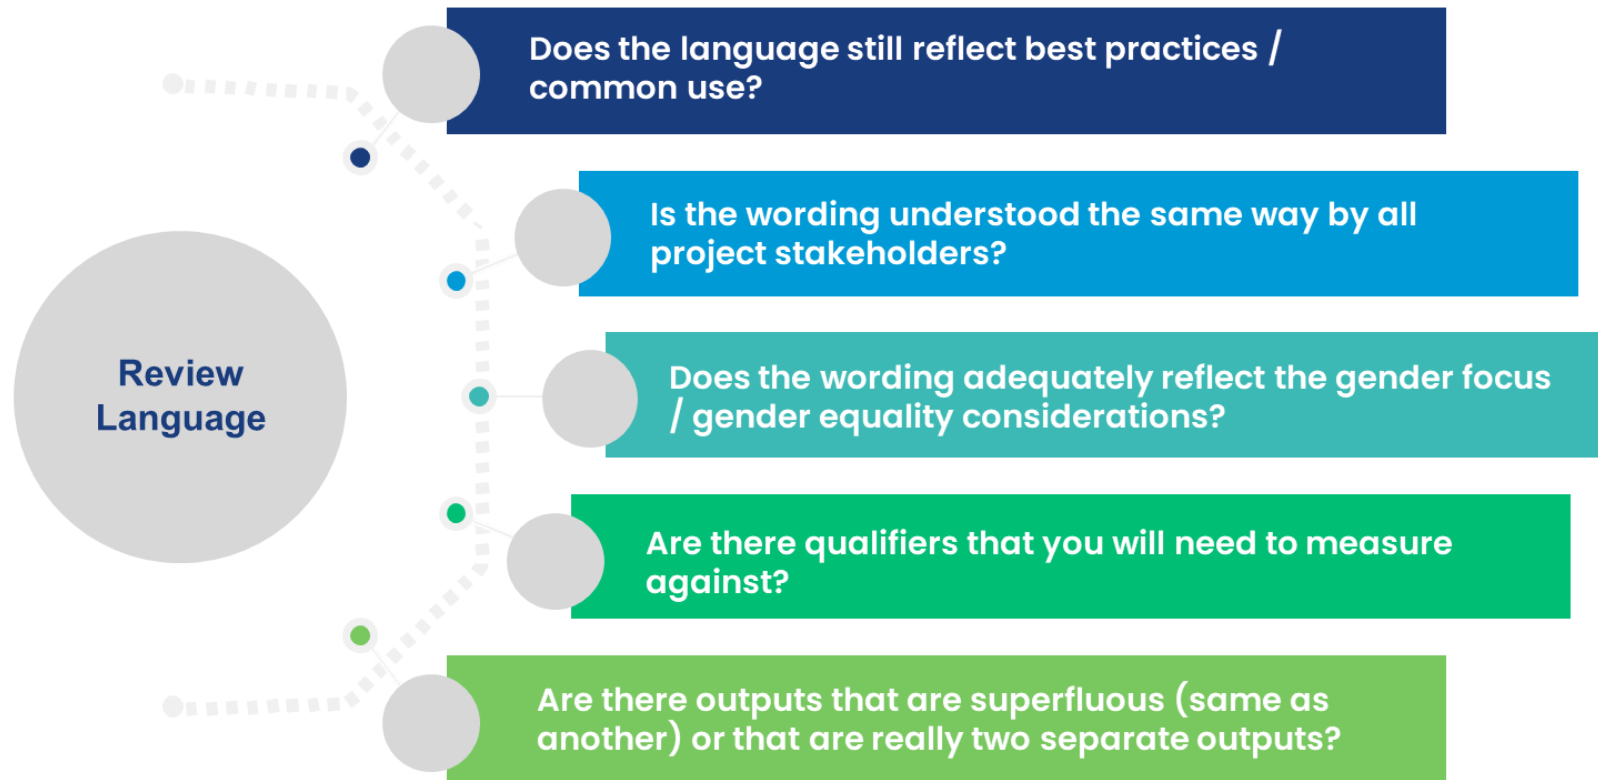 Review
Language
Does the language still reflect best practices /
common use?
Is the wording understood the same way by all
project stakeholders?
Does the wording adequately reflect the gender focus
/ gender equality considerations?
Are there qualifiers that you will need to measure
against?
Are there outputs that are superfluous (same as
another) or that are really two separate outputs?